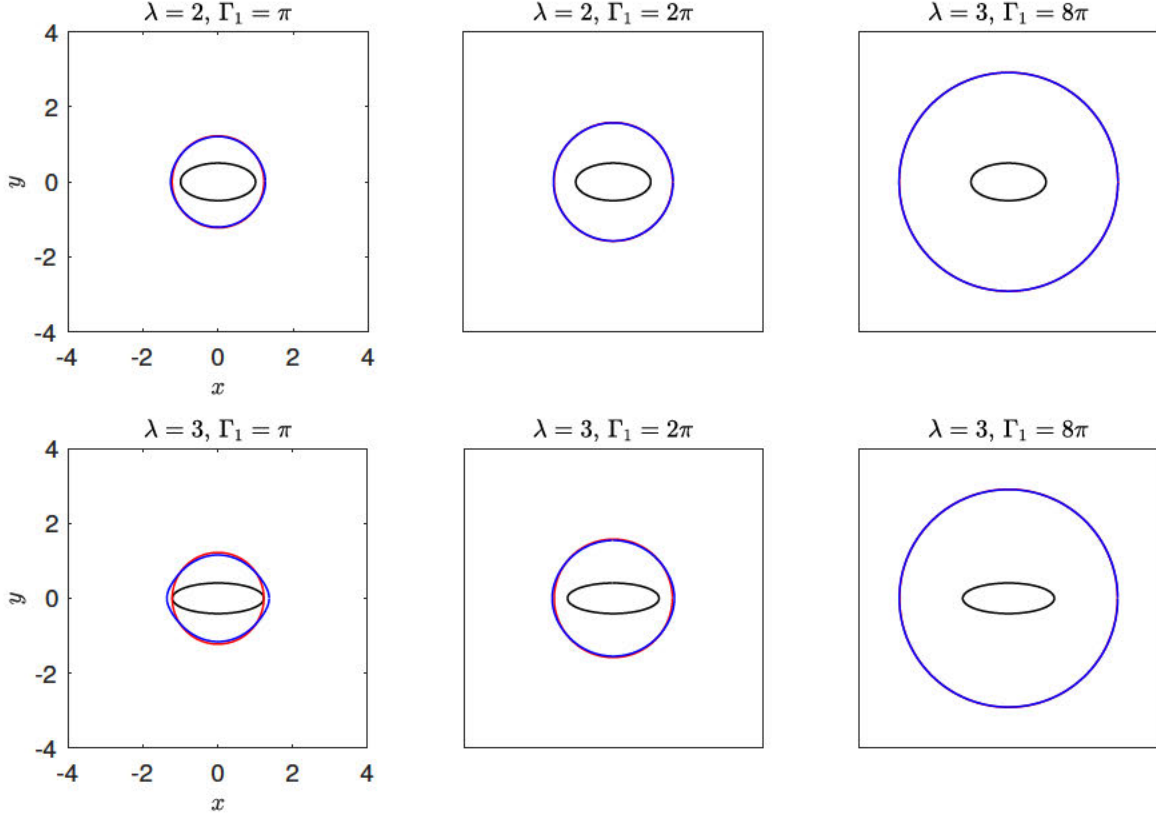 λ = 2, Γ₁ = π
λ = 2, Γ₁ = 2π
λ = 3, Γ₁ = 8π
4
2
0
-2
-4
y
-4 -2 0 2 4
x
λ = 3, Γ₁ = π
λ = 3, Γ₁ = 2π
λ = 3, Γ₁ = 8π
4
2
0
-2
-4
y
-4 -2 0 2 4
x